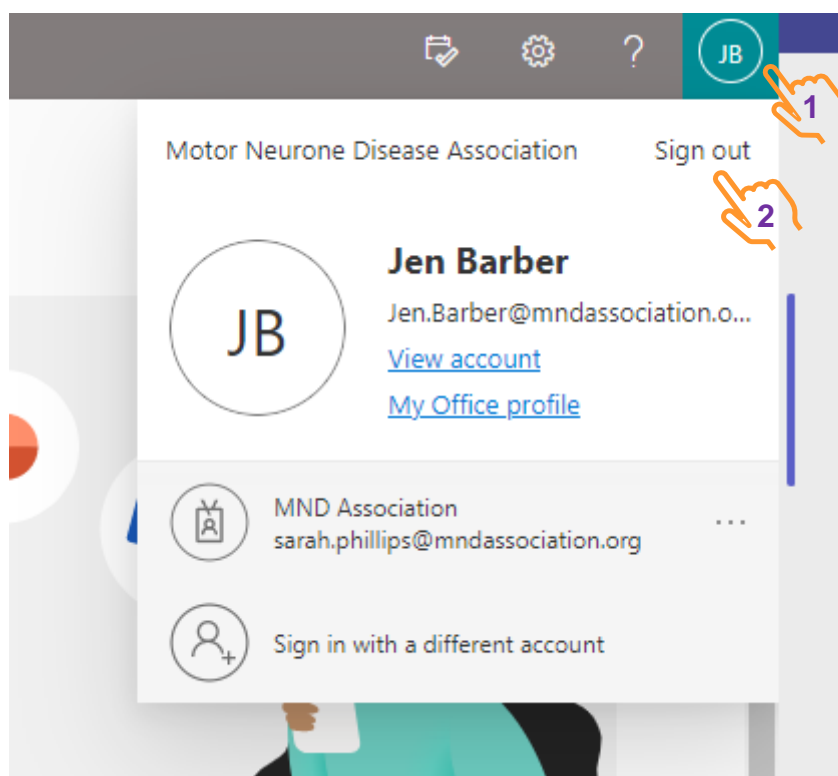 ? JB
1
Motor Neurone Disease Association Sign out
2
JB
Jen Barber
Jen.Barber@mndassociation.o...
View account
My Office profile
MND Association
sarah.phillips@mndassociation.org
...
Sign in with a different account